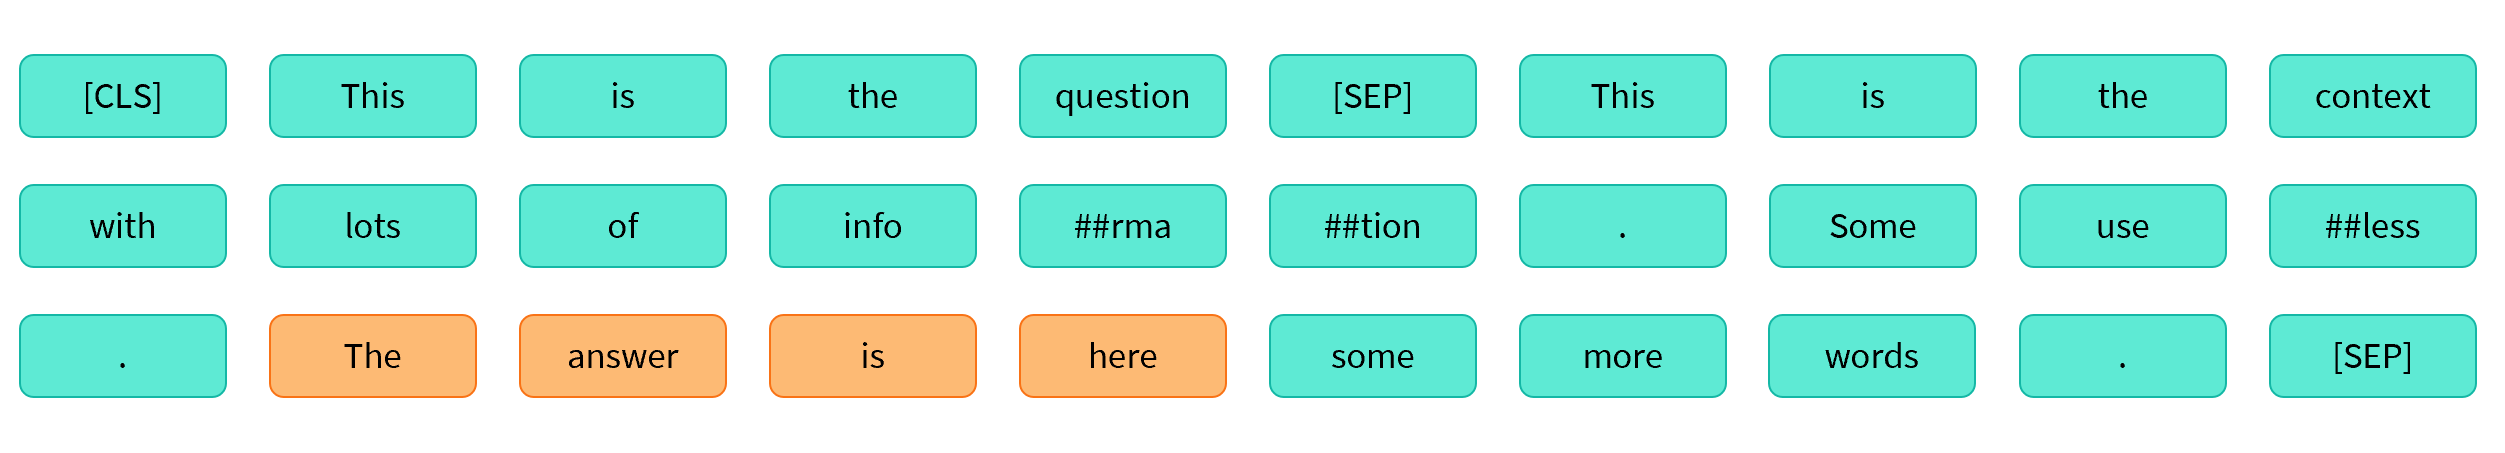 [CLS] This is the question [SEP] This is the context
with lots of info ##rma ##tion . Some use ##less
. The answer is here some more words . [SEP]